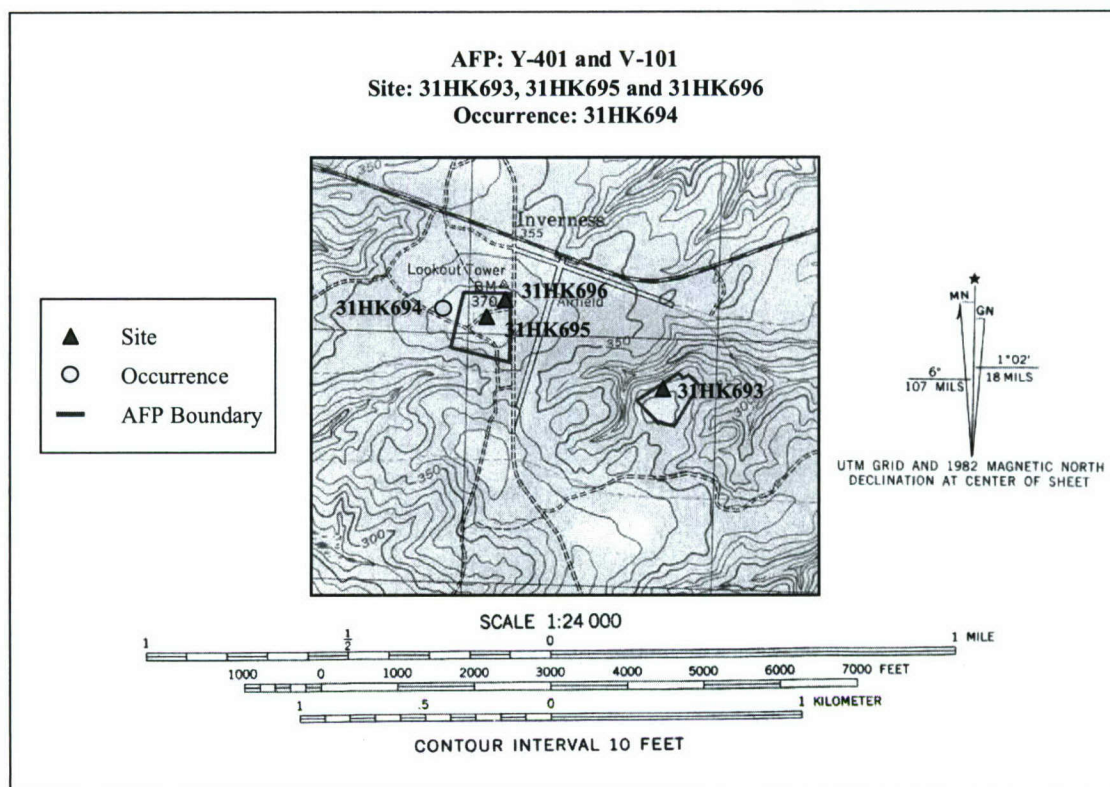 AFP: Y-401 and V-101
Site: 31HK693, 31HK695 and 31HK696
Occurrence: 31HK694
Site
Occurrence
AFP Boundary
350
Inverness
355
Lookout Tower
BM
370
31HK696
Airfield
31HK694
31HK695
350
31HK693
300
350
300
MN
GN
6°
107 MILS
1°02'
18 MILS
UTM GRID AND 1982 MAGNETIC NORTH
DECLINATION AT CENTER OF SHEET
SCALE 1:24 000
1 1/2 0 1 MILE
1000 0 1000 2000 3000 4000 5000 6000 7000 FEET
1 .5 0 1 KILOMETER
CONTOUR INTERVAL 10 FEET